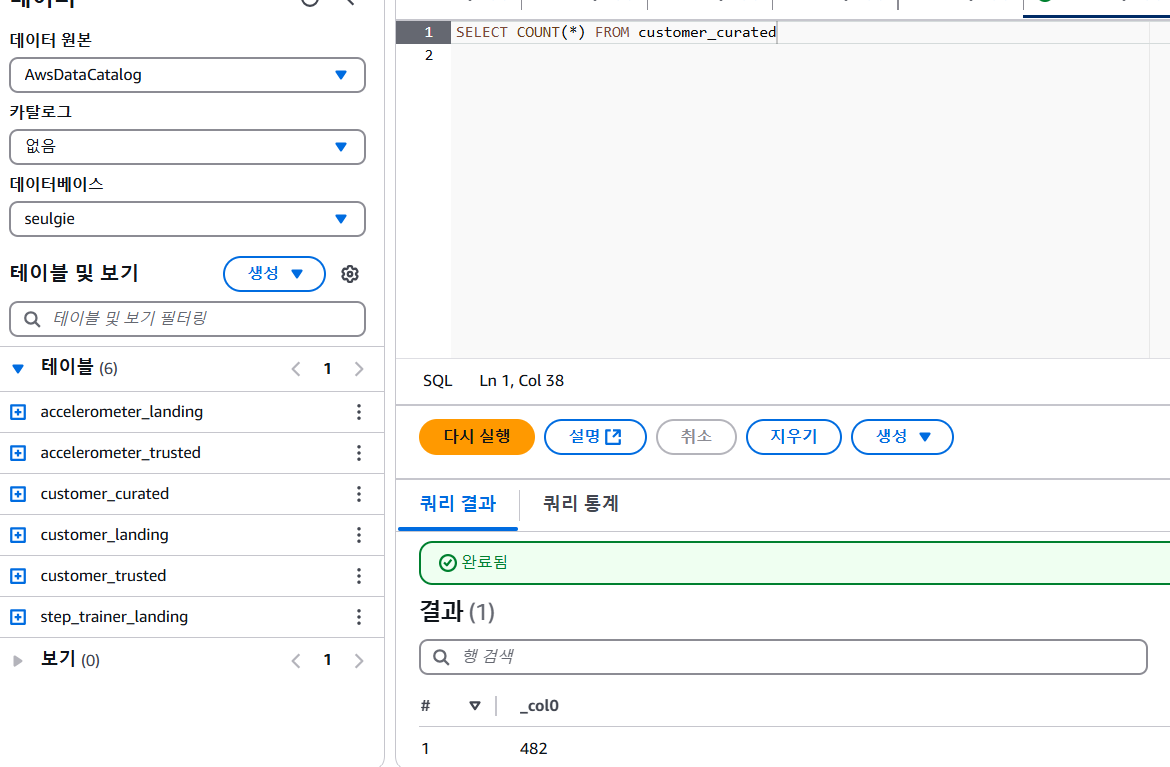 데이터 원본
AwsDataCatalog
카탈로그
없음
데이터베이스
seulgie
테이블 및 보기
생성
테이블 및 보기 필터링
테이블 (6)
1
accelerometer_landing
accelerometer_trusted
customer_curated
customer_landing
customer_trusted
step_trainer_landing
보기 (0)
1
1 SELECT COUNT(*) FROM customer_curated
2
SQL Ln 1, Col 38
다시 실행 설명 취소 지우기 생성
쿼리 결과 쿼리 통계
완료됨
결과 (1)
행 검색
# _col0
1 482